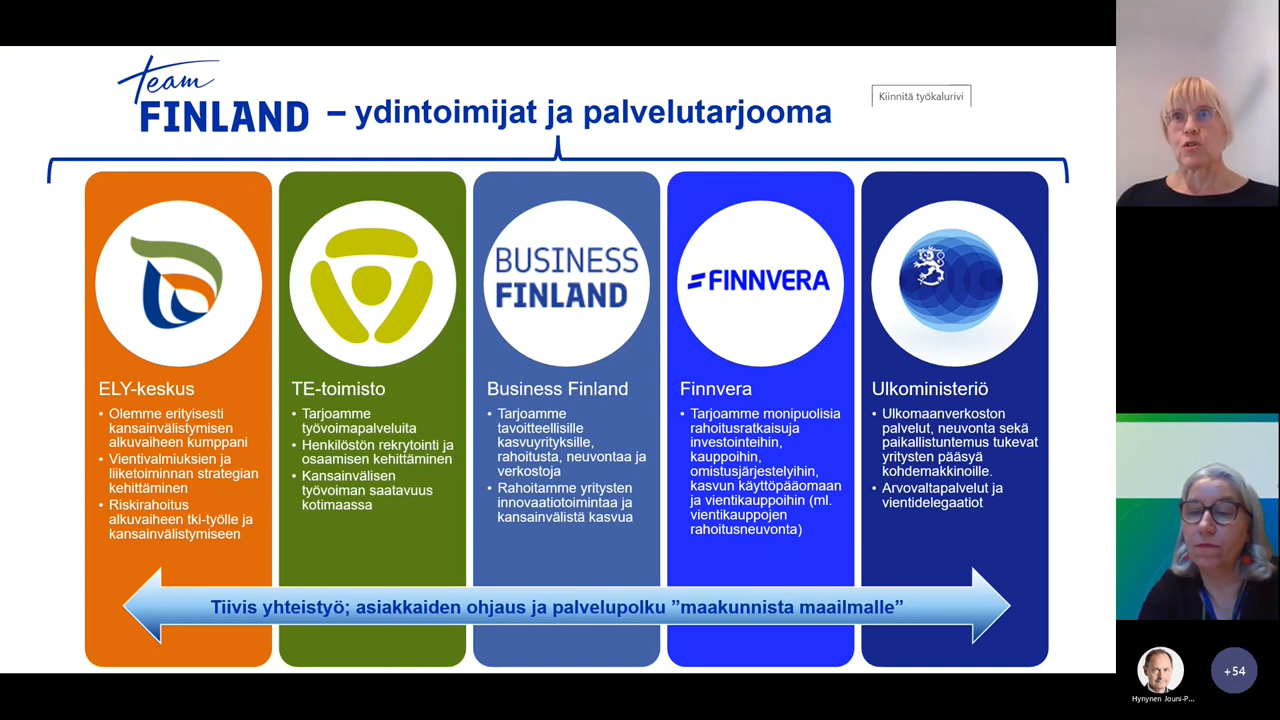 team
FINLAND
– ydintoimijat ja palvelutarjooma
Kiinnitä työkalurivi
BUSINESS
FINLAND
FINNVERA
ELY-keskus
• Olemme erityisesti
kansainvälistymisen
alkuvaiheen kumppani
• Vientivalmiuksien ja
liiketoiminnan strategian
kehittäminen
• Riskirahoitus
alkuvaiheen tki-työlle ja
kansainvälistymiseen
TE-toimisto
• Tarjoamme
työvoimapalveluita
• Henkilöstön rekrytointi ja
osaamisen kehittäminen
• Kansainvälisen
työvoiman saatavuus
kotimaassa
Business Finland
• Tarjoamme
tavoitteellisille
kasvuyrityksille,
rahoitusta, neuvontaa ja
verkostoja
• Rahoitamme yritysten
innovaatiotoimintaa ja
kansainvälistä kasvua
Finnvera
• Tarjoamme monipuolisia
rahoitusratkaisuja
investointeihin,
kauppoihin,
omistusjärjestelyihin,
kasvun käyttöpääomaan
ja vientikauppoihin (ml.
vientikauppojen
rahoitusneuvonta)
Ulkoministeriö
• Ulkomaanverkoston
palvelut, neuvonta sekä
paikallistuntemus tukevat
yritysten pääsyä
kohdemakkinoille.
• Arvovaltapalvelut ja
vientidelegaatiot
Tiivis yhteistyö; asiakkaiden ohjaus ja palvelupolku ”maakunnista maailmalle”
Hynynen Jouni-P...
+54